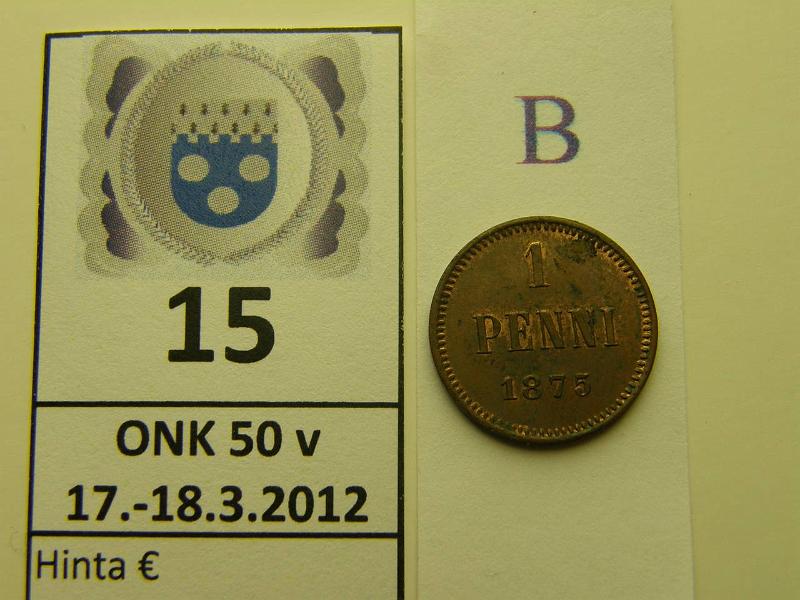 15
ONK 50 v
17.-18.3.2012
Hinta €
B
1
PENNI
1875